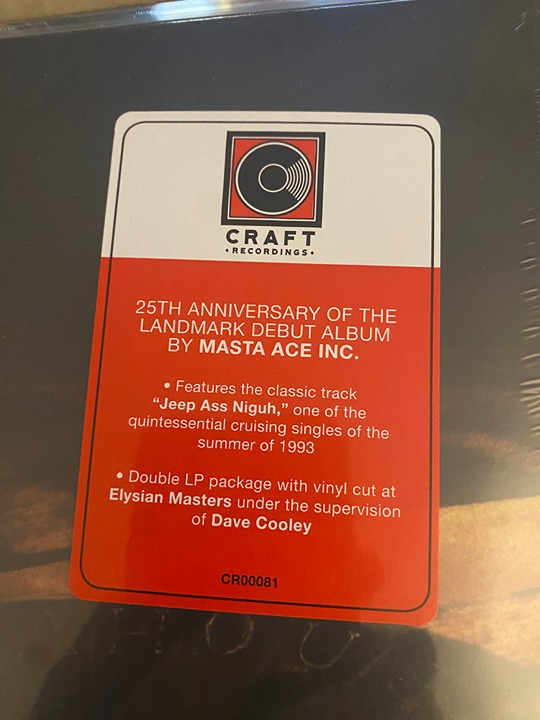 CRAFT
• RECORDINGS •
25TH ANNIVERSARY OF THE
LANDMARK DEBUT ALBUM
BY MASTA ACE INC.
• Features the classic track
“Jeep Ass Niguh,” one of the
quintessential cruising singles of the
summer of 1993
• Double LP package with vinyl cut at
Elysian Masters under the supervision
of Dave Cooley
CR00081